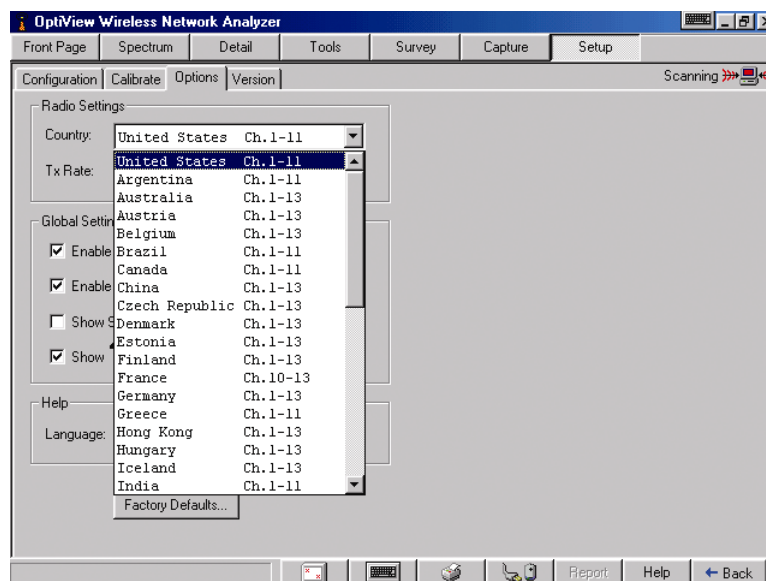 OptiView Wireless Network Analyzer
Front Page Spectrum Detail Tools Survey Capture Setup
Configuration Calibrate Options Version Scanning
Radio Settings
Country: United States Ch.1-11
Tx Rate:
United States Ch.1-11
Argentina Ch.1-11
Australia Ch.1-13
Austria Ch.1-13
Belgium Ch.1-13
Brazil Ch.1-11
Canada Ch.1-11
China Ch.1-13
Czech Republic Ch.1-13
Denmark Ch.1-13
Estonia Ch.1-13
Finland Ch.1-13
France Ch.10-13
Germany Ch.1-13
Greece Ch.1-11
Hong Kong Ch.1-13
Hungary Ch.1-13
Iceland Ch.1-13
India Ch.1-11
Global Settin
Enable
Enable
Show S
Show
Help
Language:
Factory Defaults...
Report Help Back